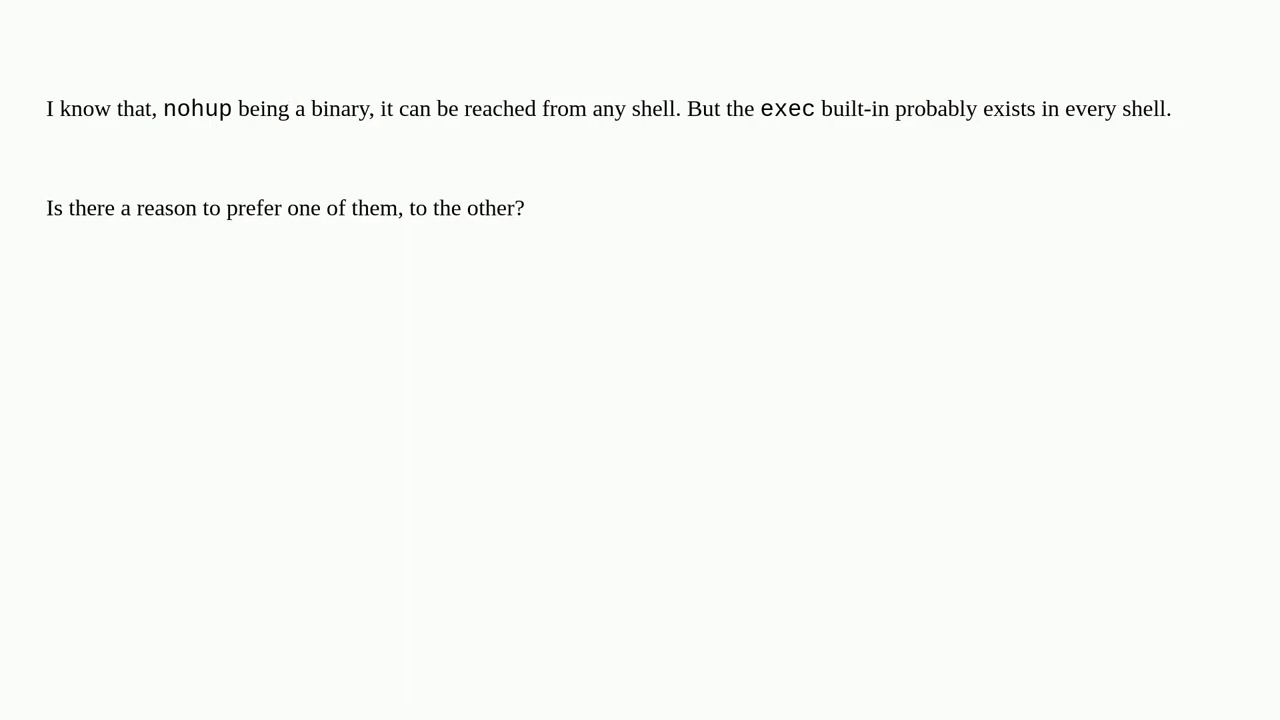 I know that, nohup being a binary, it can be reached from any shell. But the exec built-in probably exists in every shell.
Is there a reason to prefer one of them, to the other?